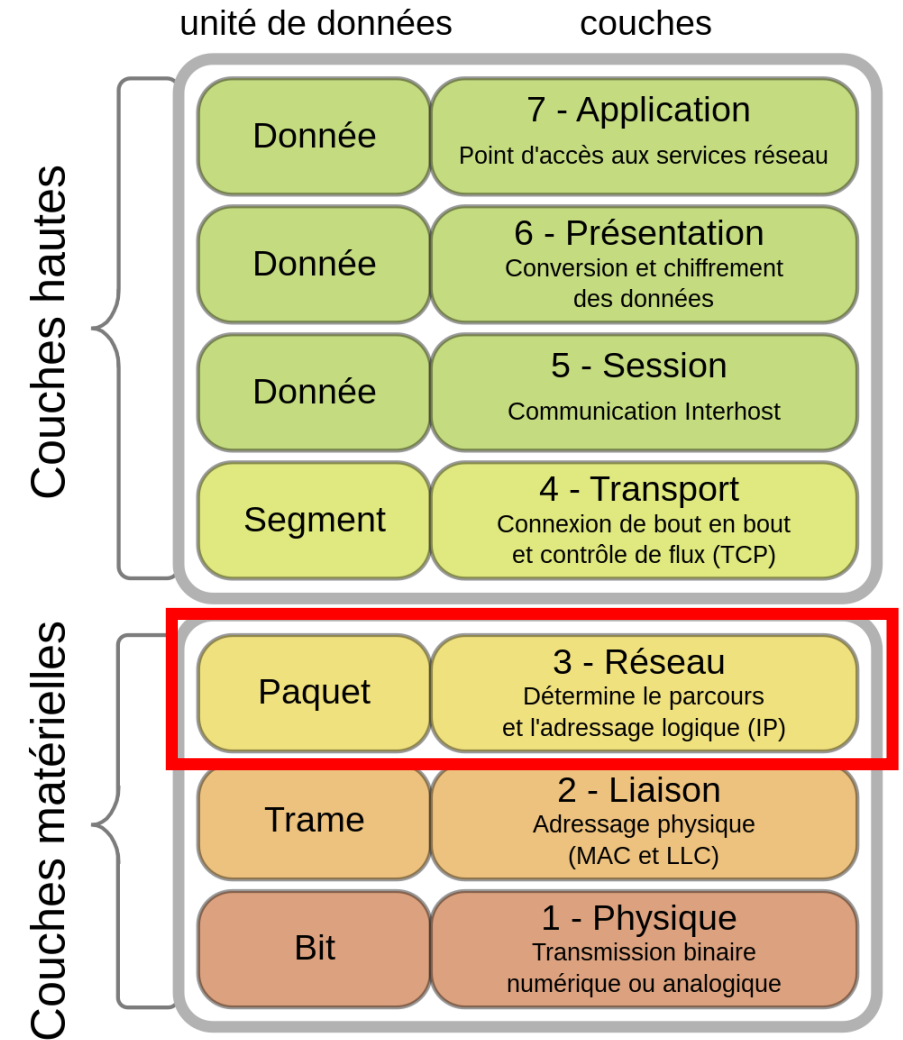 unité de données
couches
Couches hautes
Donnée
7 - Application
Point d'accès aux services réseau
Donnée
6 - Présentation
Conversion et chiffrement
des données
Donnée
5 - Session
Communication Interhost
Segment
4 - Transport
Connexion de bout en bout
et contrôle de flux (TCP)
Couches matérielles
Paquet
3 - Réseau
Détermine le parcours
et l'adressage logique (IP)
Trame
2 - Liaison
Adressage physique
(MAC et LLC)
Bit
1 - Physique
Transmission binaire
numérique ou analogique